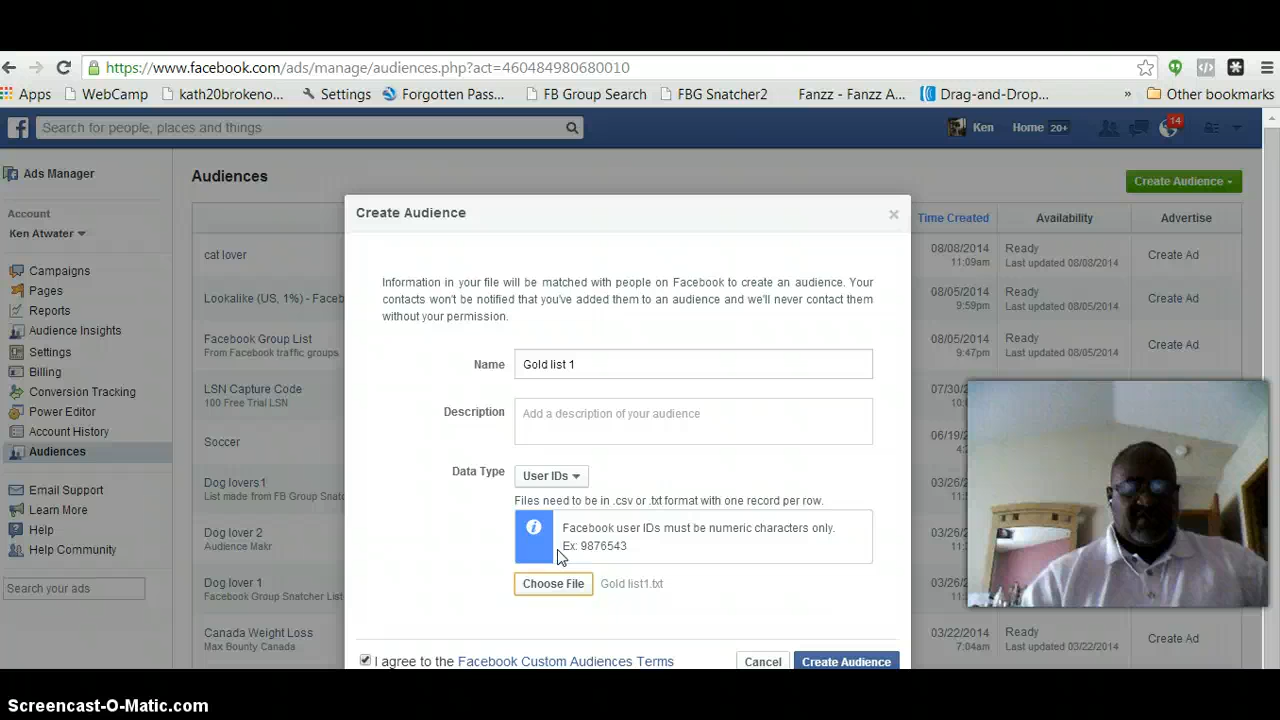 https://www.facebook.com/ads/manage/audiences.php?act=460484980680010
Apps WebCamp kath20brokeno... Settings Forgotten Pass... FB Group Search FBG Snatcher2 Fanzz - Fanzz A... Drag-and-Drop... » Other bookmarks
Search for people, places and things Ken Home 20+ 14
Ads Manager
Account
Ken Atwater
Campaigns
Pages
Reports
Audience Insights
Settings
Billing
Conversion Tracking
Power Editor
Account History
Audiences
Email Support
Learn More
Help
Help Community
Search your ads
Audiences
Create Audience
Time Created Availability Advertise
cat lover 08/08/2014 Ready Create Ad
11:09am Last updated 08/08/2014
Lookalike (US, 1%) - Faceb 08/05/2014 Ready Create Ad
9:59pm Last updated 08/05/2014
Facebook Group List 08/05/2014 Ready Create Ad
From Facebook traffic groups 9:47pm Last updated 08/05/2014
LSN Capture Code 07/30/
100 Free Trial LSN 10:
Soccer 06/19/
Dog lovers1 03/26/
List made from FB Group Snat
Dog lover 2 03/26/
Audience Makr
Dog lover 1 03/26/
Facebook Group Snatcher List
Canada Weight Loss 03/22/2014 Ready Create Ad
Max Bounty Canada 7:04am Last updated 03/22/2014
Create Audience ×
Information in your file will be matched with people on Facebook to create an audience. Your
contacts won't be notified that you've added them to an audience and we'll never contact them
without your permission.
Name Gold list 1
Description Add a description of your audience
Data Type User IDs
Files need to be in .csv or .txt format with one record per row.
Facebook user IDs must be numeric characters only.
Ex: 9876543
Choose File Gold list1.txt
I agree to the Facebook Custom Audiences Terms Cancel Create Audience
Screencast-O-Matic.com